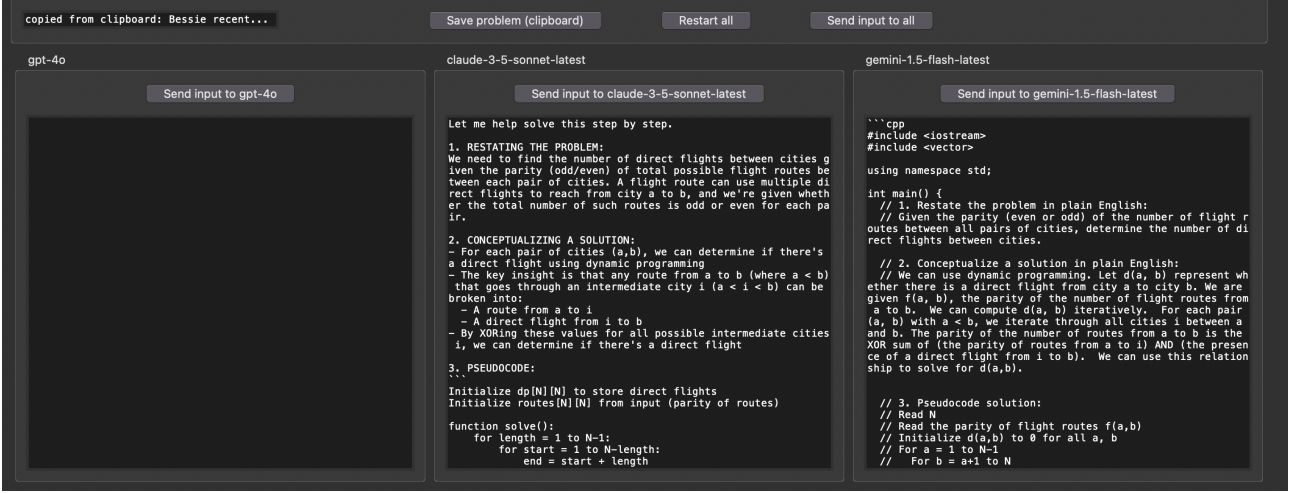 copied from clipboard: Bessie recent...
Save problem (clipboard)
Restart all
Send input to all
gpt-4o
Send input to gpt-4o
claude-3-5-sonnet-latest
Send input to claude-3-5-sonnet-latest
Let me help solve this step by step.
1. RESTATING THE PROBLEM:
We need to find the number of direct flights between cities g
iven the parity (odd/even) of total possible flight routes be
tween each pair of cities. A flight route can use multiple di
rect flights to reach from city a to b, and we're given wheth
er the total number of such routes is odd or even for each pa
ir.
2. CONCEPTUALIZING A SOLUTION:
– For each pair of cities (a,b), we can determine if there's
a direct flight using dynamic programming
– The key insight is that any route from a to b (where a < b)
that goes through an intermediate city i (a < i < b) can be
broken into:
– A route from a to i
– A direct flight from i to b
– By XORing these values for all possible intermediate cities
i, we can determine if there's a direct flight
3. PSEUDOCODE:
```
Initialize dp[N][N] to store direct flights
Initialize routes[N][N] from input (parity of routes)
function solve():
for length = 1 to N-1:
for start = 1 to N-length:
end = start + length
gemini-1.5-flash-latest
Send input to gemini-1.5-flash-latest
```cpp
#include <iostream>
#include <vector>
using namespace std;
int main() {
// 1. Restate the problem in plain English:
// Given the parity (even or odd) of the number of flight r
outes between all pairs of cities, determine the number of di
rect flights between cities.
// 2. Conceptualize a solution in plain English:
// We can use dynamic programming. Let d(a, b) represent wh
ether there is a direct flight from city a to city b. We are
given f(a, b), the parity of the number of flight routes from
a to b.  We can compute d(a, b) iteratively.  For each pair
(a, b) with a < b, we iterate through all cities i between a
and b. The parity of the number of routes from a to b is the
XOR sum of (the parity of routes from a to i) AND (the presen
ce of a direct flight from i to b).  We can use this relation
ship to solve for d(a,b).
// 3. Pseudocode solution:
// Read N
// Read the parity of flight routes f(a,b)
// Initialize d(a,b) to 0 for all a, b
// For a = 1 to N-1
//   For b = a+1 to N